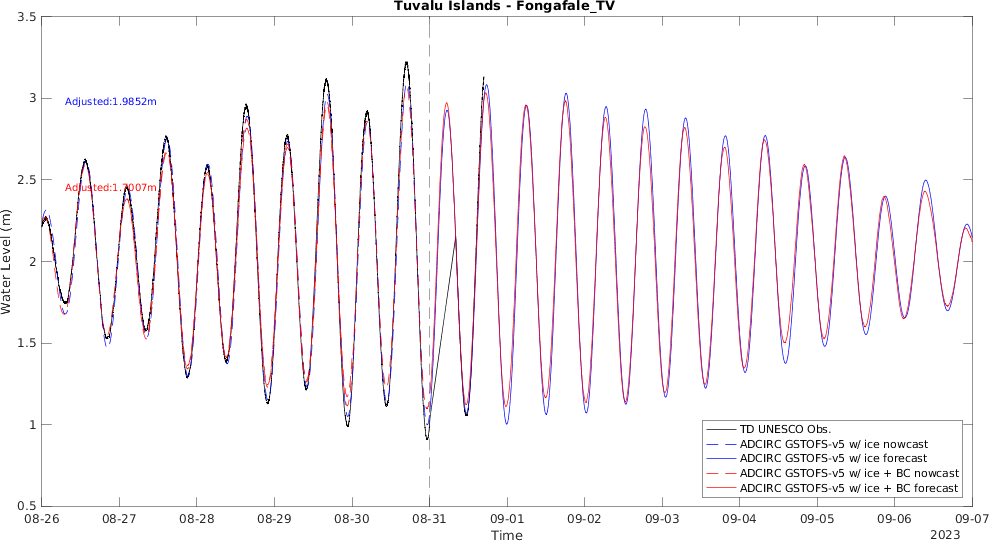 Tuvalu Islands - Fongafale_TV
3.5
3
2.5
2
1.5
1
0.5
Water Level (m)
Adjusted:1.9852m
Adjusted:1.7007m
TD UNESCO Obs.
ADCIRC GSTOFS-v5 w/ ice nowcast
ADCIRC GSTOFS-v5 w/ ice forecast
ADCIRC GSTOFS-v5 w/ ice + BC nowcast
ADCIRC GSTOFS-v5 w/ ice + BC forecast
08-26 08-27 08-28 08-29 08-30 08-31 09-01 09-02 09-03 09-04 09-05 09-06 09-07
Time
2023